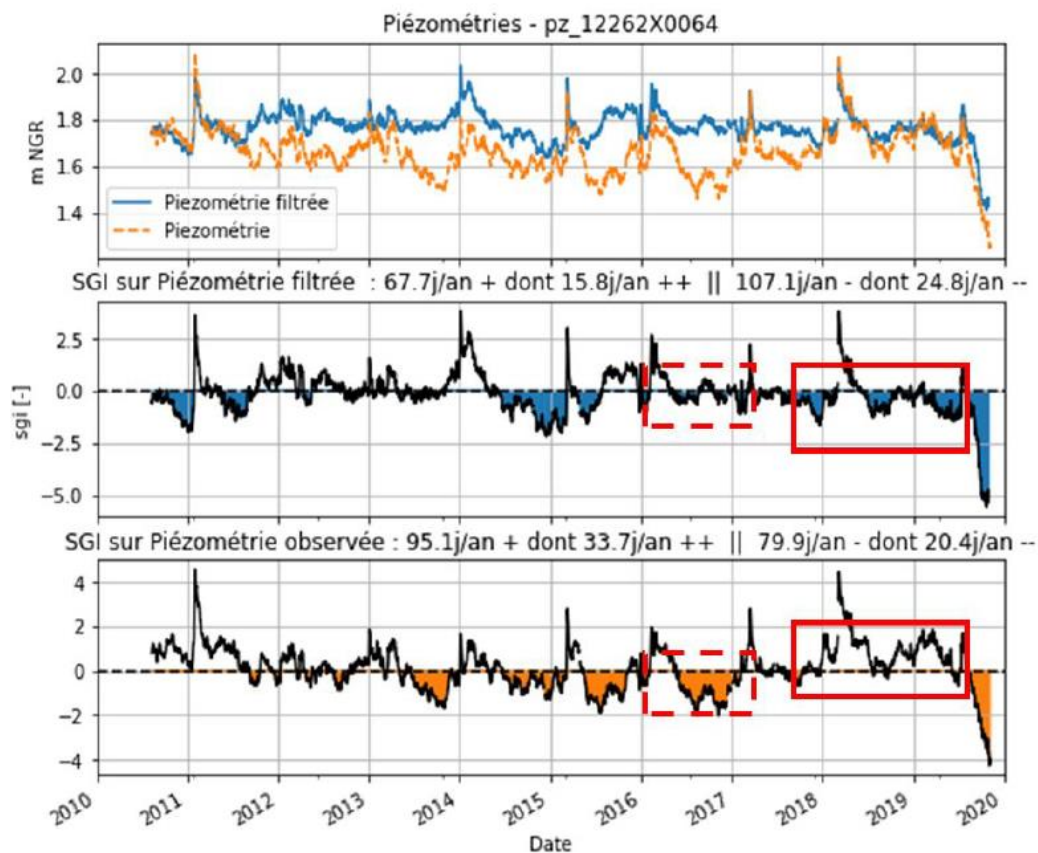 Piézométries - pz_12262X0064
m NGR
2.0
1.8
1.6
1.4
Piezométrie filtrée
Piezométrie
SGI sur Piézométrie filtrée : 67.7j/an + dont 15.8j/an ++ || 107.1j/an - dont 24.8j/an --
sgi [-]
2.5
0.0
−2.5
−5.0
SGI sur Piézométrie observée : 95.1j/an + dont 33.7j/an ++ || 79.9j/an - dont 20.4j/an --
4
2
0
−2
−4
2010 2011 2012 2013 2014 2015 2016 2017 2018 2019 2020
Date